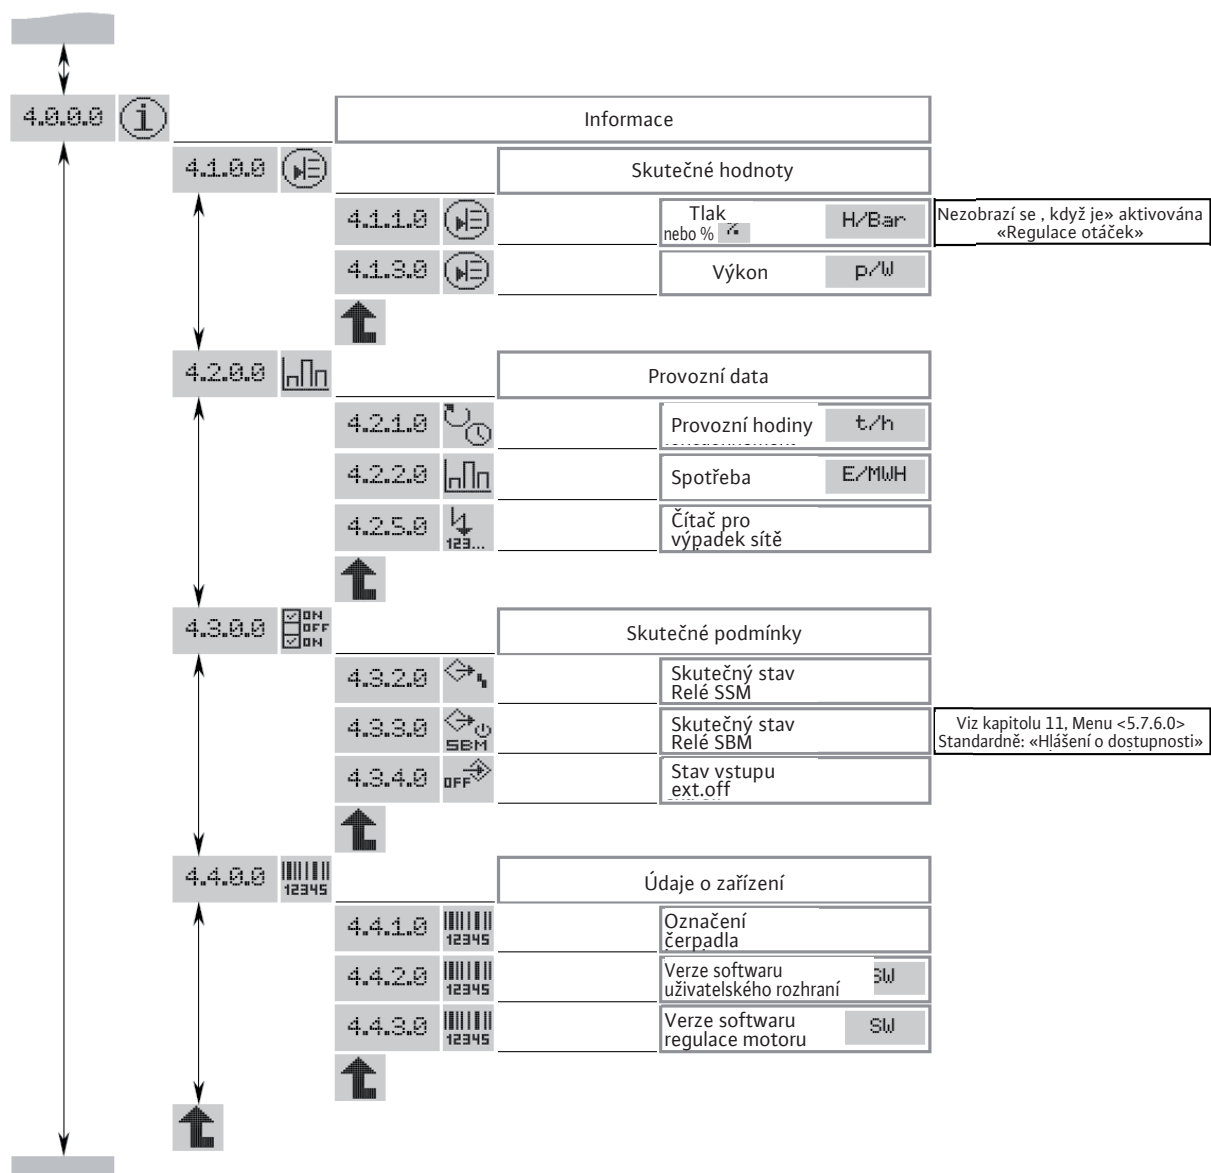 4.0.0.0 i Informace
4.1.0.0 Skutečné hodnoty
4.1.1.0 Tlak H/Bar
nebo % %
Nezobrazí se , když je» aktivována
«Regulace otáček»
4.1.3.0 Výkon p/W
4.2.0.0 Provozní data
4.2.1.0 Provozní hodiny t/h
4.2.2.0 Spotřeba E/MWH
4.2.5.0 123... Čítač pro
výpadek sítě
4.3.0.0 Skutečné podmínky
ON
OFF
ON
4.3.2.0 Skutečný stav
Relé SSM
4.3.3.0 SBM Skutečný stav
Relé SBM
Viz kapitolu 11, Menu <5.7.6.0>
Standardně: «Hlášení o dostupnosti»
4.3.4.0 OFF Stav vstupu
ext.off
4.4.0.0 12345 Údaje o zařízení
4.4.1.0 12345 Označení
čerpadla
4.4.2.0 12345 Verze softwaru SW
uživatelského rozhraní
4.4.3.0 12345 Verze softwaru SW
regulace motoru